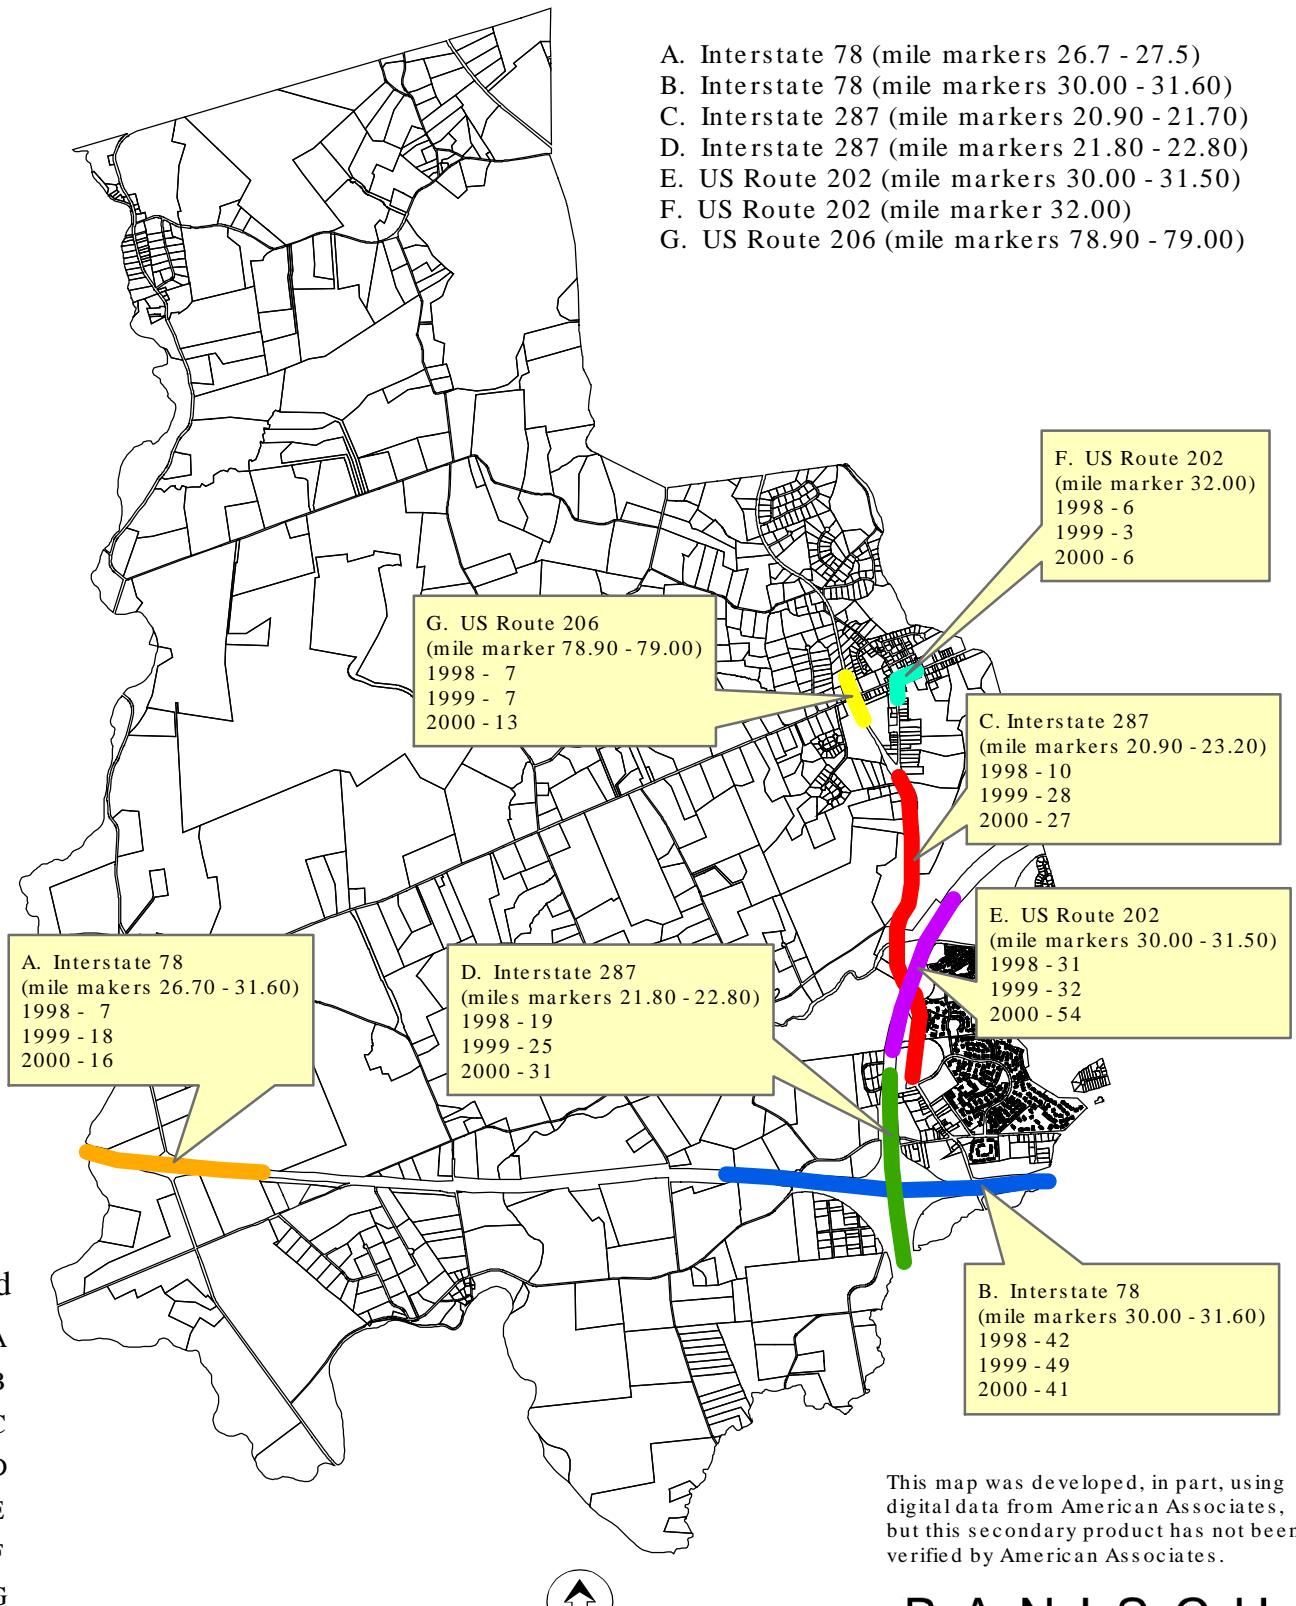 A. Interstate 78 (mile markers 26.7 - 27.5)
B. Interstate 78 (mile markers 30.00 - 31.60)
C. Interstate 287 (mile markers 20.90 - 21.70)
D. Interstate 287 (mile markers 21.80 - 22.80)
E. US Route 202 (mile markers 30.00 - 31.50)
F. US Route 202 (mile marker 32.00)
G. US Route 206 (mile markers 78.90 - 79.00)
F. US Route 202
(mile marker 32.00)
1998 - 6
1999 - 3
2000 - 6
G. US Route 206
(mile marker 78.90 - 79.00)
1998 - 7
1999 - 7
2000 - 13
C. Interstate 287
(mile markers 20.90 - 23.20)
1998 - 10
1999 - 28
2000 - 27
E. US Route 202
(mile markers 30.00 - 31.50)
1998 - 31
1999 - 32
2000 - 54
A. Interstate 78
(mile makers 26.70 - 31.60)
1998 - 7
1999 - 18
2000 - 16
D. Interstate 287
(miles markers 21.80 - 22.80)
1998 - 19
1999 - 25
2000 - 31
B. Interstate 78
(mile markers 30.00 - 31.60)
1998 - 42
1999 - 49
2000 - 41
d
A
B
C
D
E
F
G
This map was developed, in part, using
digital data from American Associates,
but this secondary product has not been
verified by American Associates.